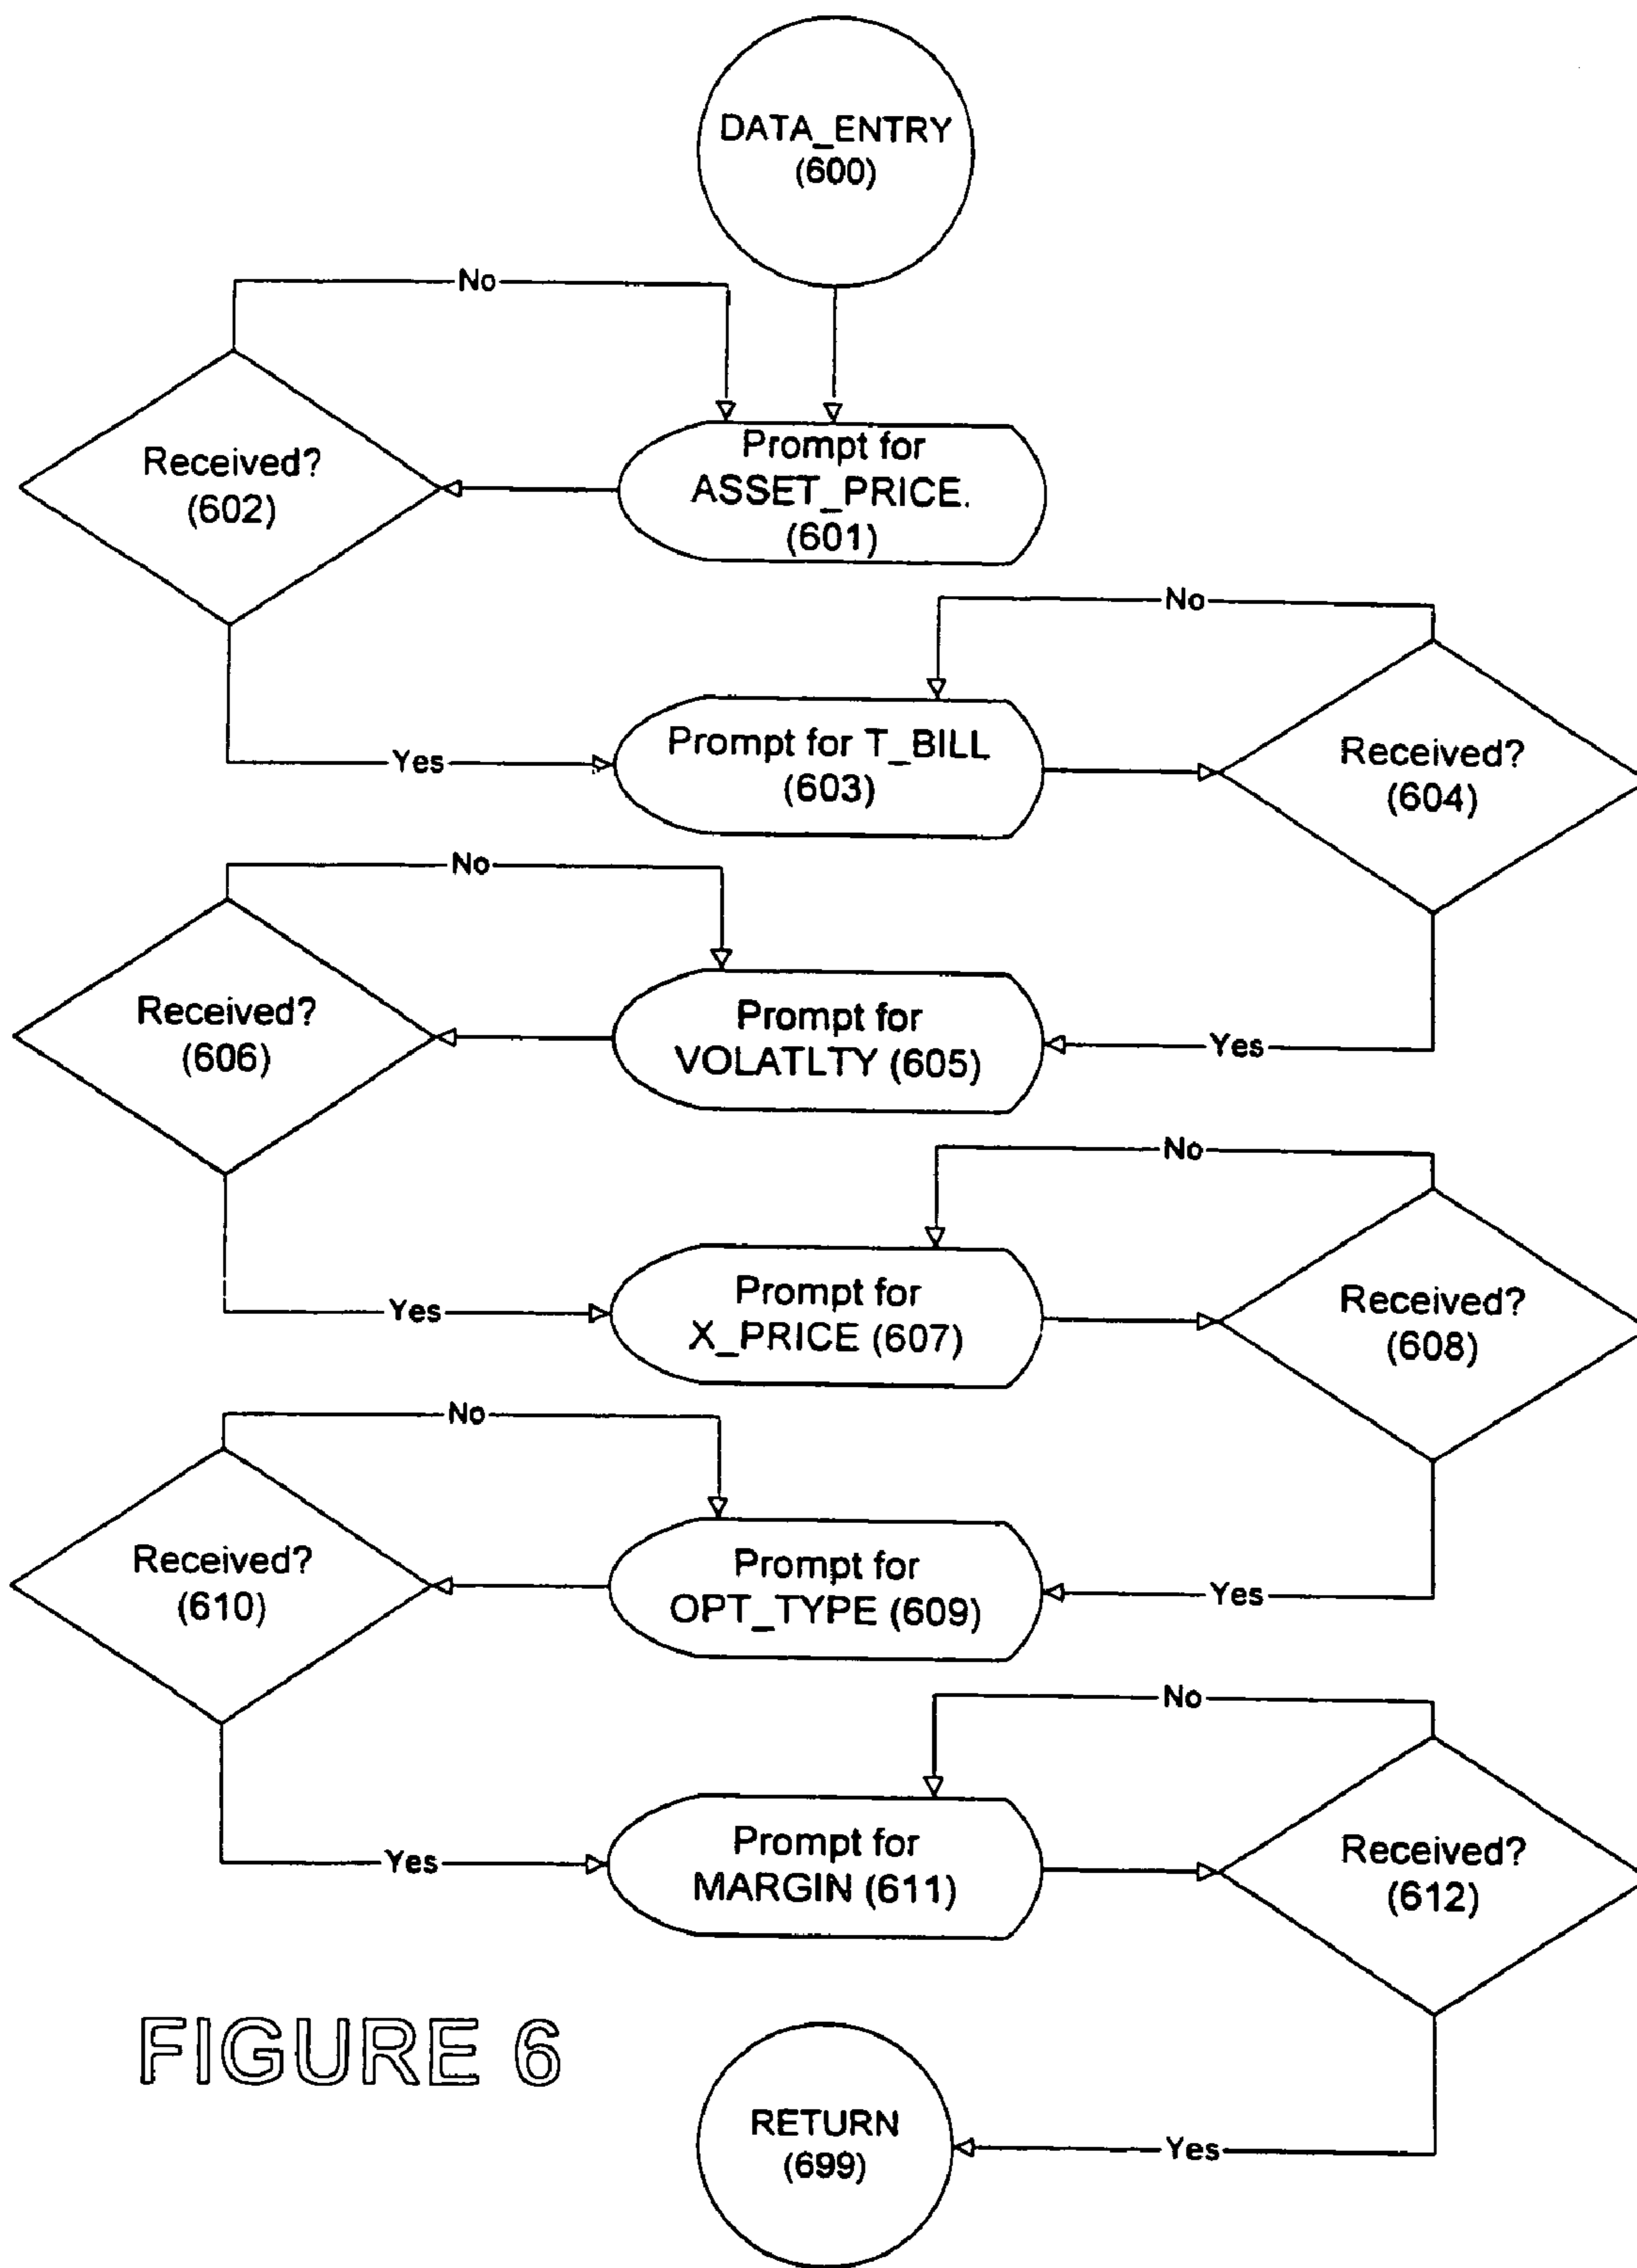 DATA_ENTRY
(600)
No
Received?
(602)
Prompt for
ASSET_PRICE.
(601)
No
Yes
Prompt for T_BILL
(603)
Received?
(604)
No
Received?
(606)
Prompt for
VOLATLTY (605)
Yes
No
Yes
Prompt for
X_PRICE (607)
Received?
(608)
No
Received?
(610)
Prompt for
OPT_TYPE (609)
Yes
No
Yes
Prompt for
MARGIN (611)
Received?
(612)
FIGURE 6
RETURN
(699)
Yes